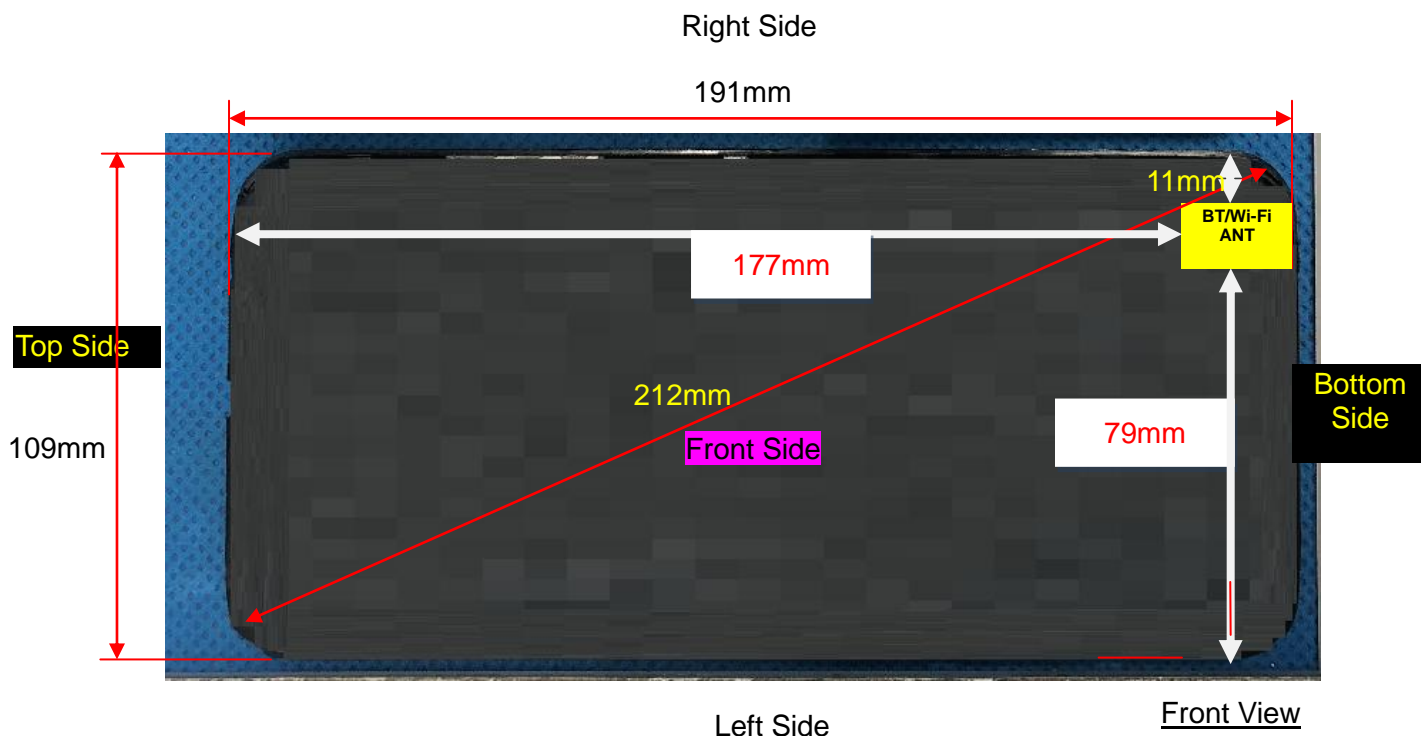 Right Side
191mm
11mm
BT/Wi-Fi
ANT
177mm
Top Side
212mm
Bottom
Side
79mm
109mm
Front Side
Left Side
Front View